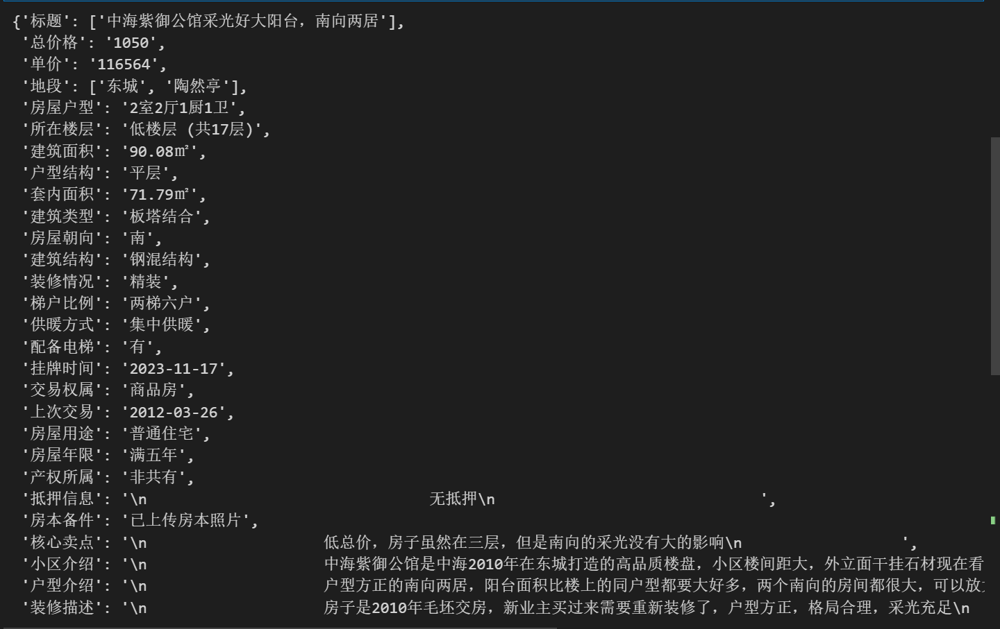 {'标题': ['中海紫御公馆采光好大阳台，南向两居'],
'总价格': '1050',
'单价': '116564',
'地段': ['东城', '陶然亭'],
'房屋户型': '2室2厅1厨1卫',
'所在楼层': '低楼层 (共17层)',
'建筑面积': '90.08㎡',
'户型结构': '平层',
'套内面积': '71.79㎡',
'建筑类型': '板塔结合',
'房屋朝向': '南',
'建筑结构': '钢混结构',
'装修情况': '精装',
'梯户比例': '两梯六户',
'供暖方式': '集中供暖',
'配备电梯': '有',
'挂牌时间': '2023-11-17',
'交易权属': '商品房',
'上次交易': '2012-03-26',
'房屋用途': '普通住宅',
'房屋年限': '满五年',
'产权所属': '非共有',
'抵押信息': '\n 无抵押\n ',
'房本备件': '已上传房本照片',
'核心卖点': '\n 低总价，房子虽然在三层，但是南向的采光没有大的影响\n ',
'小区介绍': '\n 中海紫御公馆是中海2010年在东城打造的高品质楼盘，小区楼间距大，外立面干挂石材现在看
'户型介绍': '\n 户型方正的南向两居，阳台面积比楼上的同户型都要大好多，两个南向的房间都很大，可以放
'装修描述': '\n 房子是2010年毛坯交房，新业主买过来需要重新装修了，户型方正，格局合理，采光充足\n